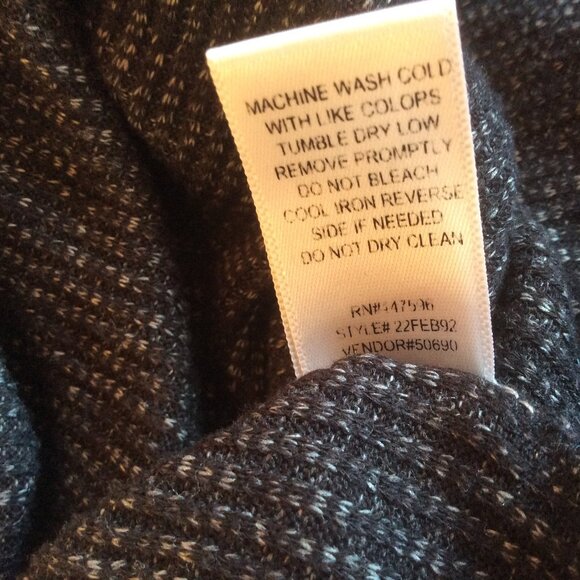 MACHINE WASH COLD
WITH LIKE COLORS
TUMBLE DRY LOW
REMOVE PROMPTLY
DO NOT BLEACH
COOL IRON REVERSE
SIDE IF NEEDED
DO NOT DRY CLEAN
STYLE# 22FEB92
VENDOR#50690